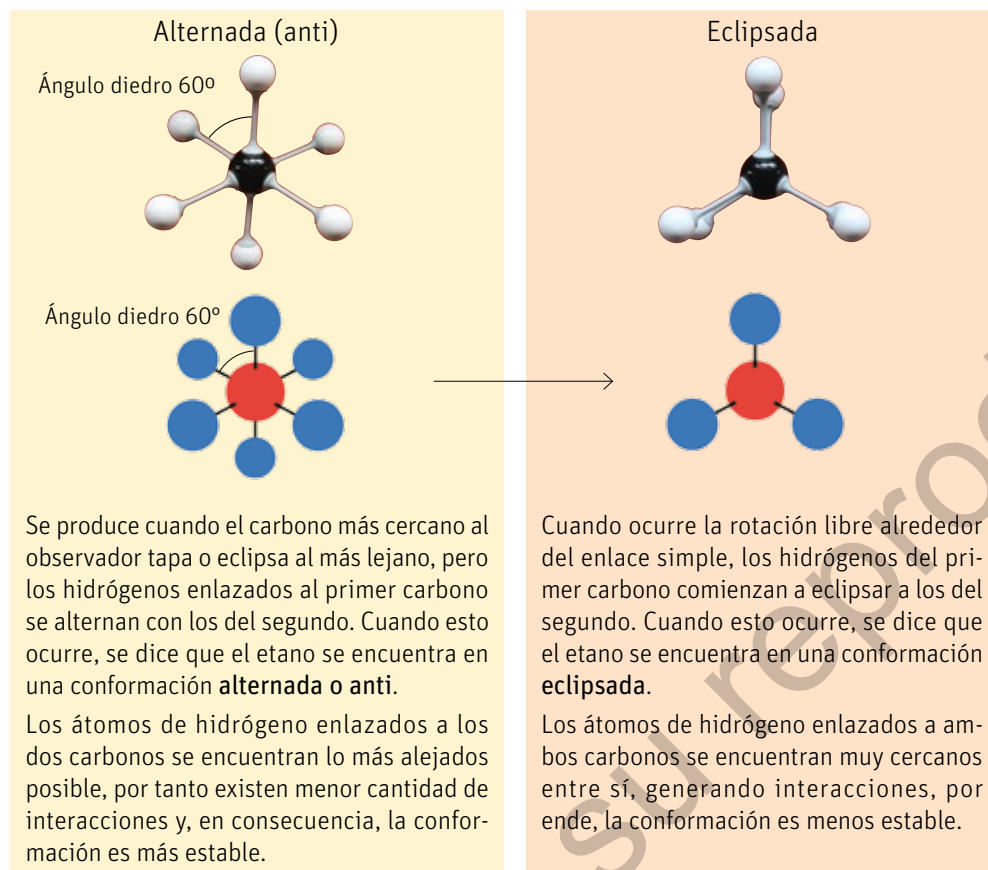 Alternada (anti)
Ángulo diedro 60º
Ángulo diedro 60º
Se produce cuando el carbono más cercano al
observador tapa o eclipsa al más lejano, pero
los hidrógenos enlazados al primer carbono
se alternan con los del segundo. Cuando esto
ocurre, se dice que el etano se encuentra en
una conformación alternada o anti.
Los átomos de hidrógeno enlazados a los
dos carbonos se encuentran lo más alejados
posible, por tanto existen menor cantidad de
interacciones y, en consecuencia, la confor-
mación es más estable.
Eclipsada
Cuando ocurre la rotación libre alrededor
del enlace simple, los hidrógenos del pri-
mer carbono comienzan a eclipsar a los del
segundo. Cuando esto ocurre, se dice que
el etano se encuentra en una conformación
eclipsada.
Los átomos de hidrógeno enlazados a am-
bos carbonos se encuentran muy cercanos
entre sí, generando interacciones, por
ende, la conformación es menos estable.
su reproc